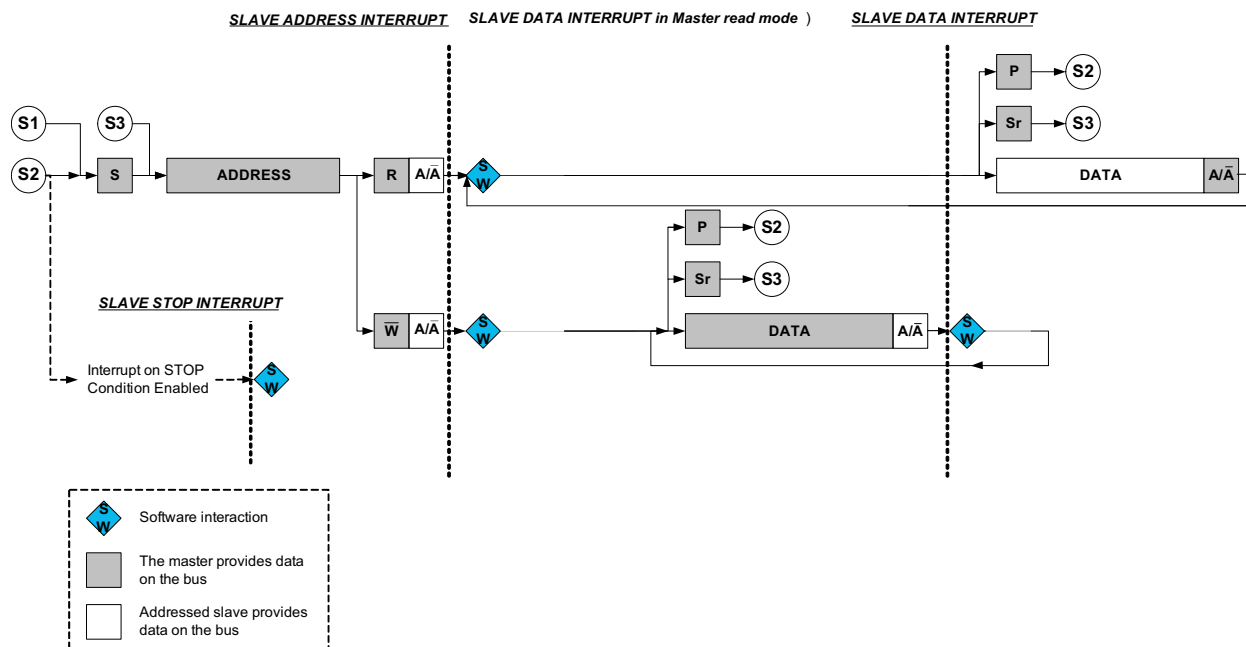 SLAVE ADDRESS INTERRUPT
SLAVE DATA INTERRUPT in Master read mode )
SLAVE DATA INTERRUPT
P
S2
S1
S3
Sr
S3
S2
S
ADDRESS
R
A/A̅
S
W
DATA
A/A̅
P
S2
Sr
S3
SLAVE STOP INTERRUPT
W̅
A/A̅
S
W
DATA
A/A̅
S
W
Interrupt on STOP
Condition Enabled
S
W
S
W
Software interaction
The master provides data
on the bus
Addressed slave provides
data on the bus